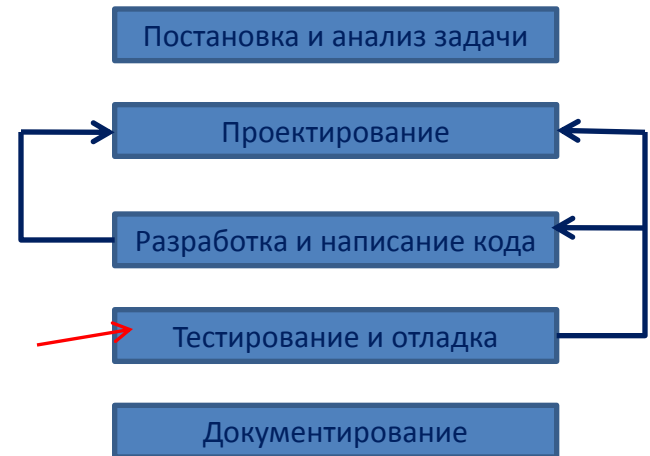 Постановка и анализ задачи
Проектирование
Разработка и написание кода
Тестирование и отладка
Документирование